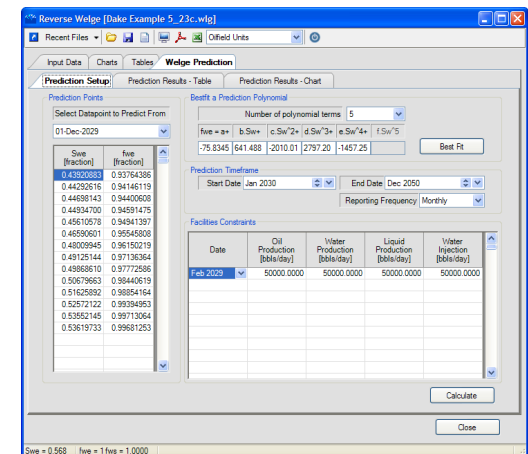 Reverse Welge [Dake Example 5_23c.wlg]
Recent Files Oilfield Units
Input Data Charts Tables Welge Prediction
Prediction Setup Prediction Results - Table Prediction Results - Chart
Prediction Points
Select Datapoint to Predict From
01-Dec-2029
Swe [fraction] fwe [fraction]
0.43920883 0.93764386
0.44292616 0.94146119
0.44698143 0.94400608
0.44934700 0.94591475
0.45610578 0.94941397
0.46590601 0.95545808
0.48009945 0.96150219
0.49125144 0.97136364
0.49868610 0.97772586
0.50679663 0.98440619
0.51625892 0.98854164
0.52572122 0.99394953
0.53552145 0.99713064
0.53619733 0.99681253
Bestfit a Prediction Polynomial
Number of polynomial terms 5
fwe = a+ b.Sw+ c.Sw^2+ d.Sw^3+ e.Sw^4+ f.Sw^5
-75.8345 641.488 -2010.01 2797.20 -1457.25
Best Fit
Prediction Timeframe
Start Date Jan 2030 End Date Dec 2050
Reporting Frequency Monthly
Facilities Constraints
Date Oil Production [bbls/day] Water Production [bbls/day] Liquid Production [bbls/day] Water Injection [bbls/day]
Feb 2029 50000.0000 50000.0000 50000.0000 50000.0000
Calculate
Close
Swe = 0.568 fwe = 1 fws = 1.0000